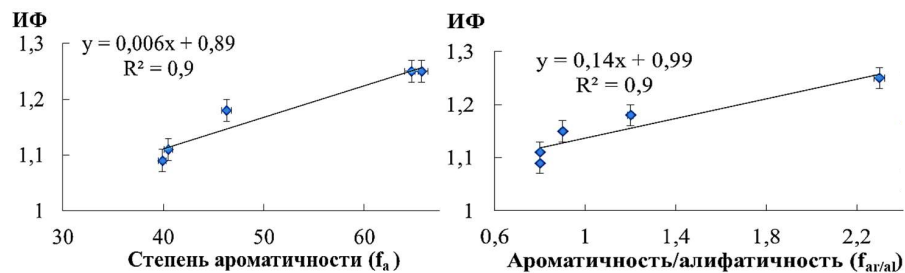 ИФ
1,3
1,2
1,1
1
y = 0,006x + 0,89
R² = 0,9
30
40
50
60
Степень ароматичности (fa)
ИФ
1,3
1,2
1,1
1,0
y = 0,14x + 0,99
R² = 0,9
0,6
1
1,4
1,8
2,2
Ароматичность/алифатичность (far/al)